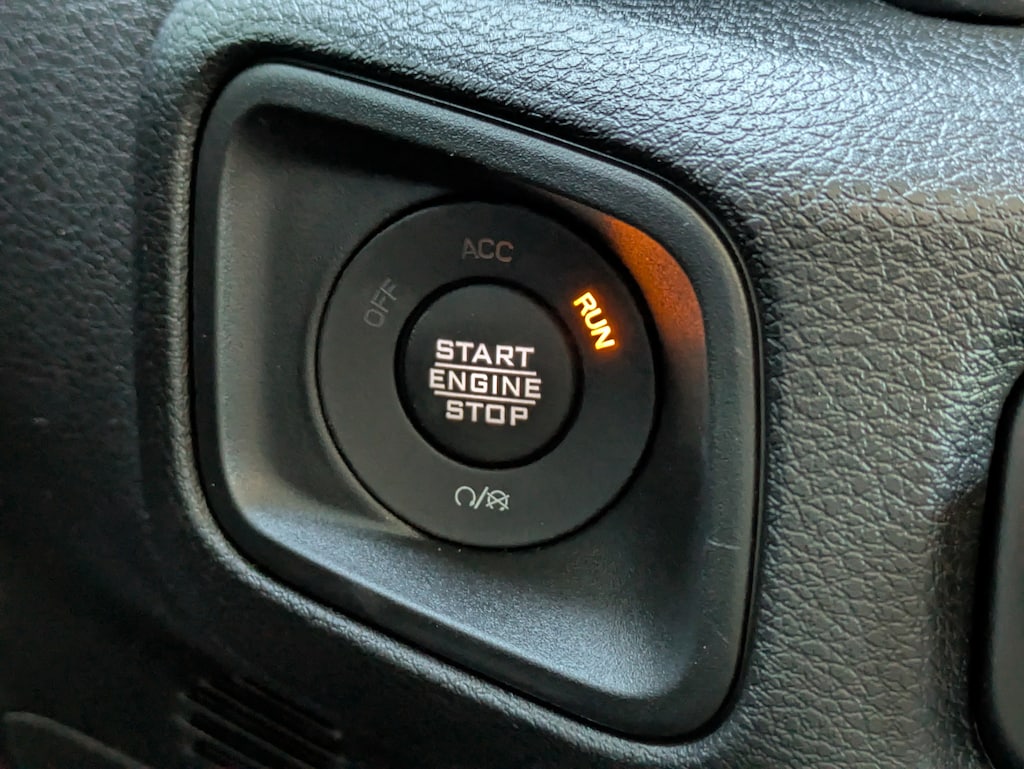 OFF
ACC
RUN
START
ENGINE
STOP